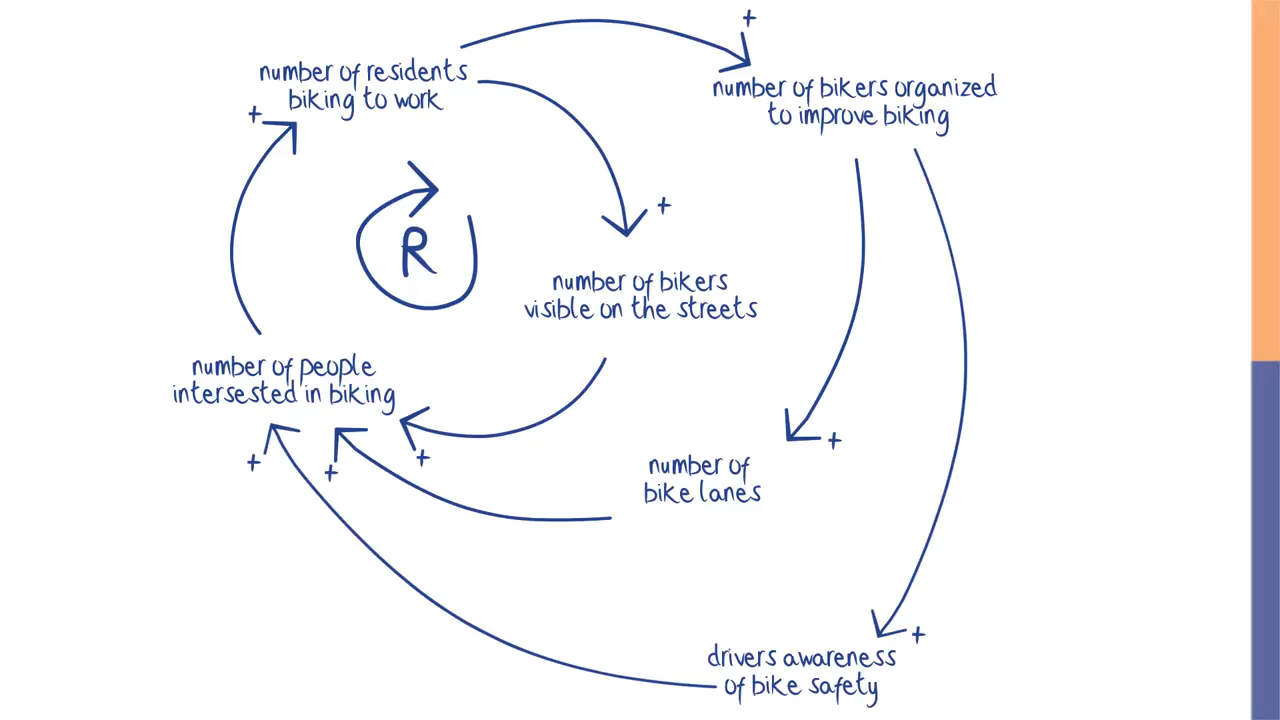 number of residents
biking to work
+
number of bikers organized
to improve biking
+
+
R
number of bikers
visible on the streets
+
number of people
intersested in biking
+
+
+
number of
bike lanes
+
drivers awareness
of bike safety
+